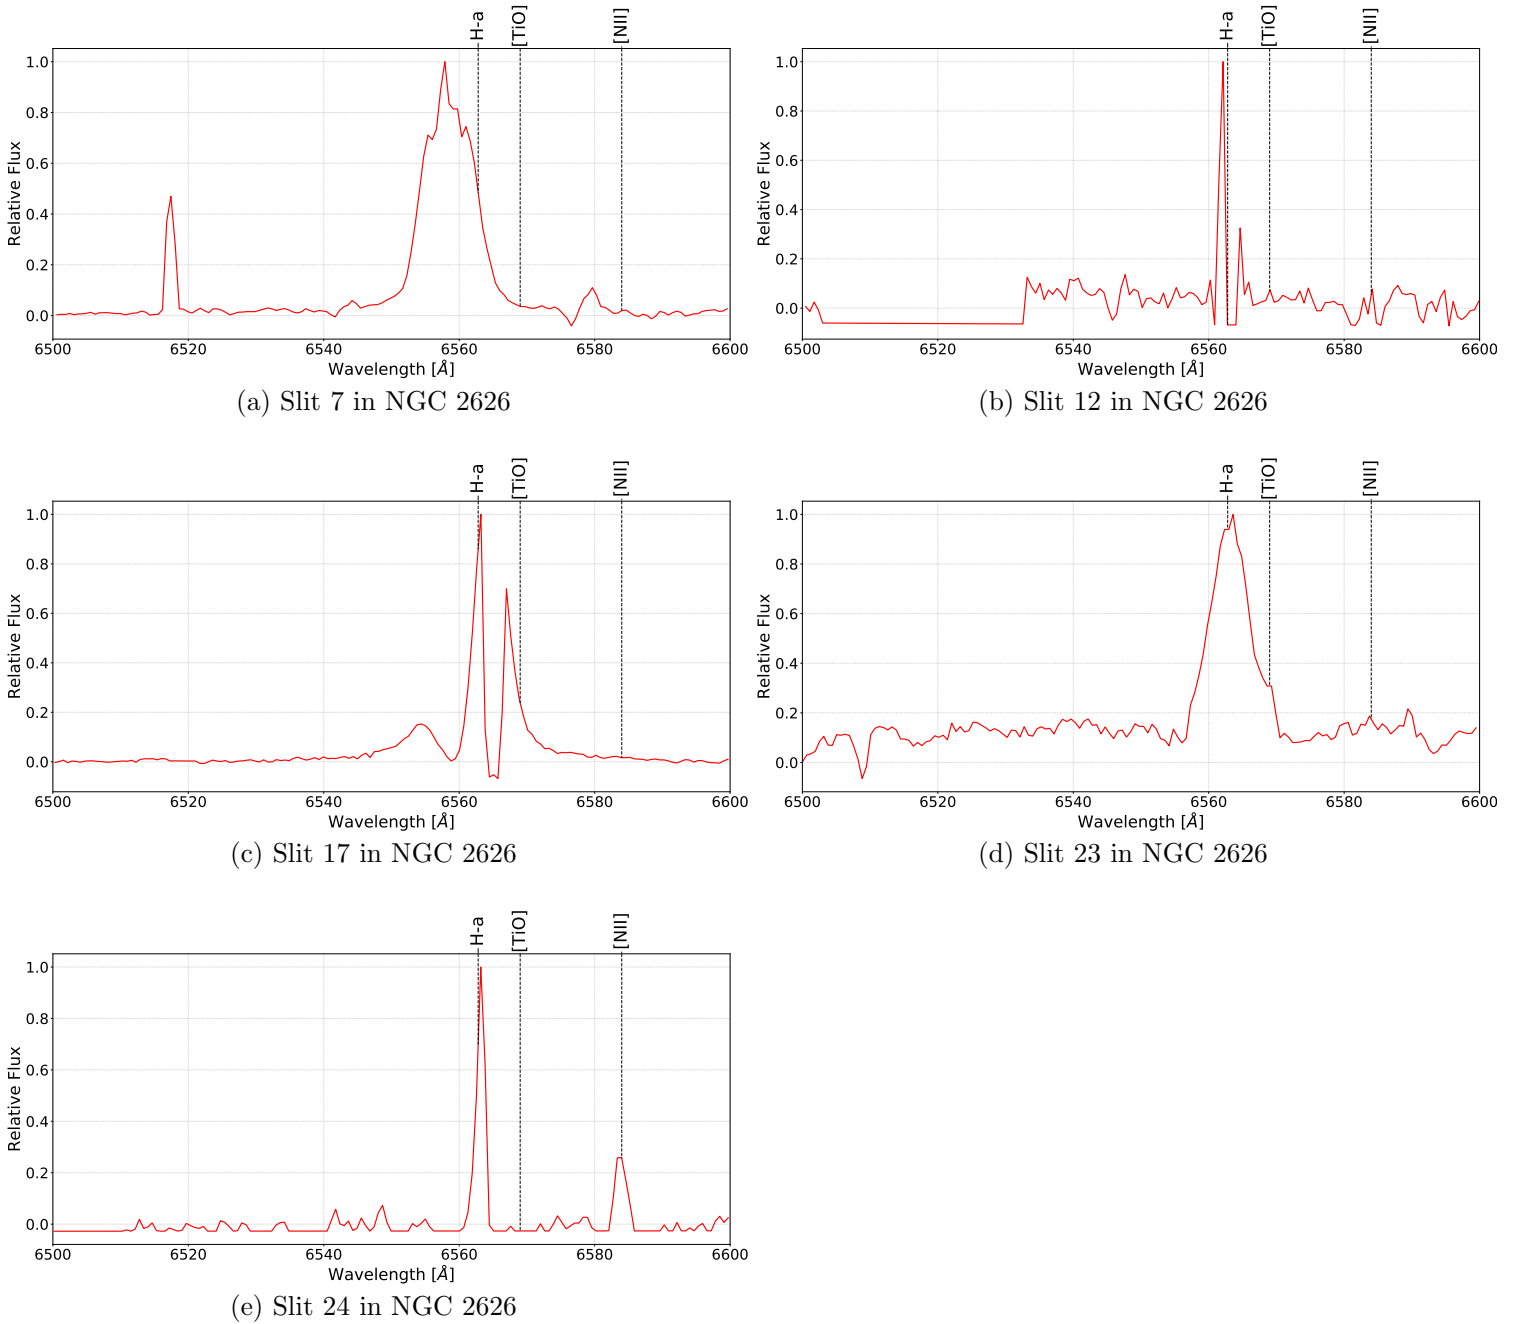 H-a [TiO] [NII]
1.0
0.8
0.6
0.4
0.2
0.0
Relative Flux
6500 6520 6540 6560 6580 6600
Wavelength [Å]
(a) Slit 7 in NGC 2626
H-a [TiO] [NII]
1.0
0.8
0.6
0.4
0.2
0.0
Relative Flux
6500 6520 6540 6560 6580 6600
Wavelength [Å]
(b) Slit 12 in NGC 2626
H-a [TiO] [NII]
1.0
0.8
0.6
0.4
0.2
0.0
Relative Flux
6500 6520 6540 6560 6580 6600
Wavelength [Å]
(c) Slit 17 in NGC 2626
H-a [TiO] [NII]
1.0
0.8
0.6
0.4
0.2
0.0
Relative Flux
6500 6520 6540 6560 6580 6600
Wavelength [Å]
(d) Slit 23 in NGC 2626
H-a [TiO] [NII]
1.0
0.8
0.6
0.4
0.2
0.0
Relative Flux
6500 6520 6540 6560 6580 6600
Wavelength [Å]
(e) Slit 24 in NGC 2626